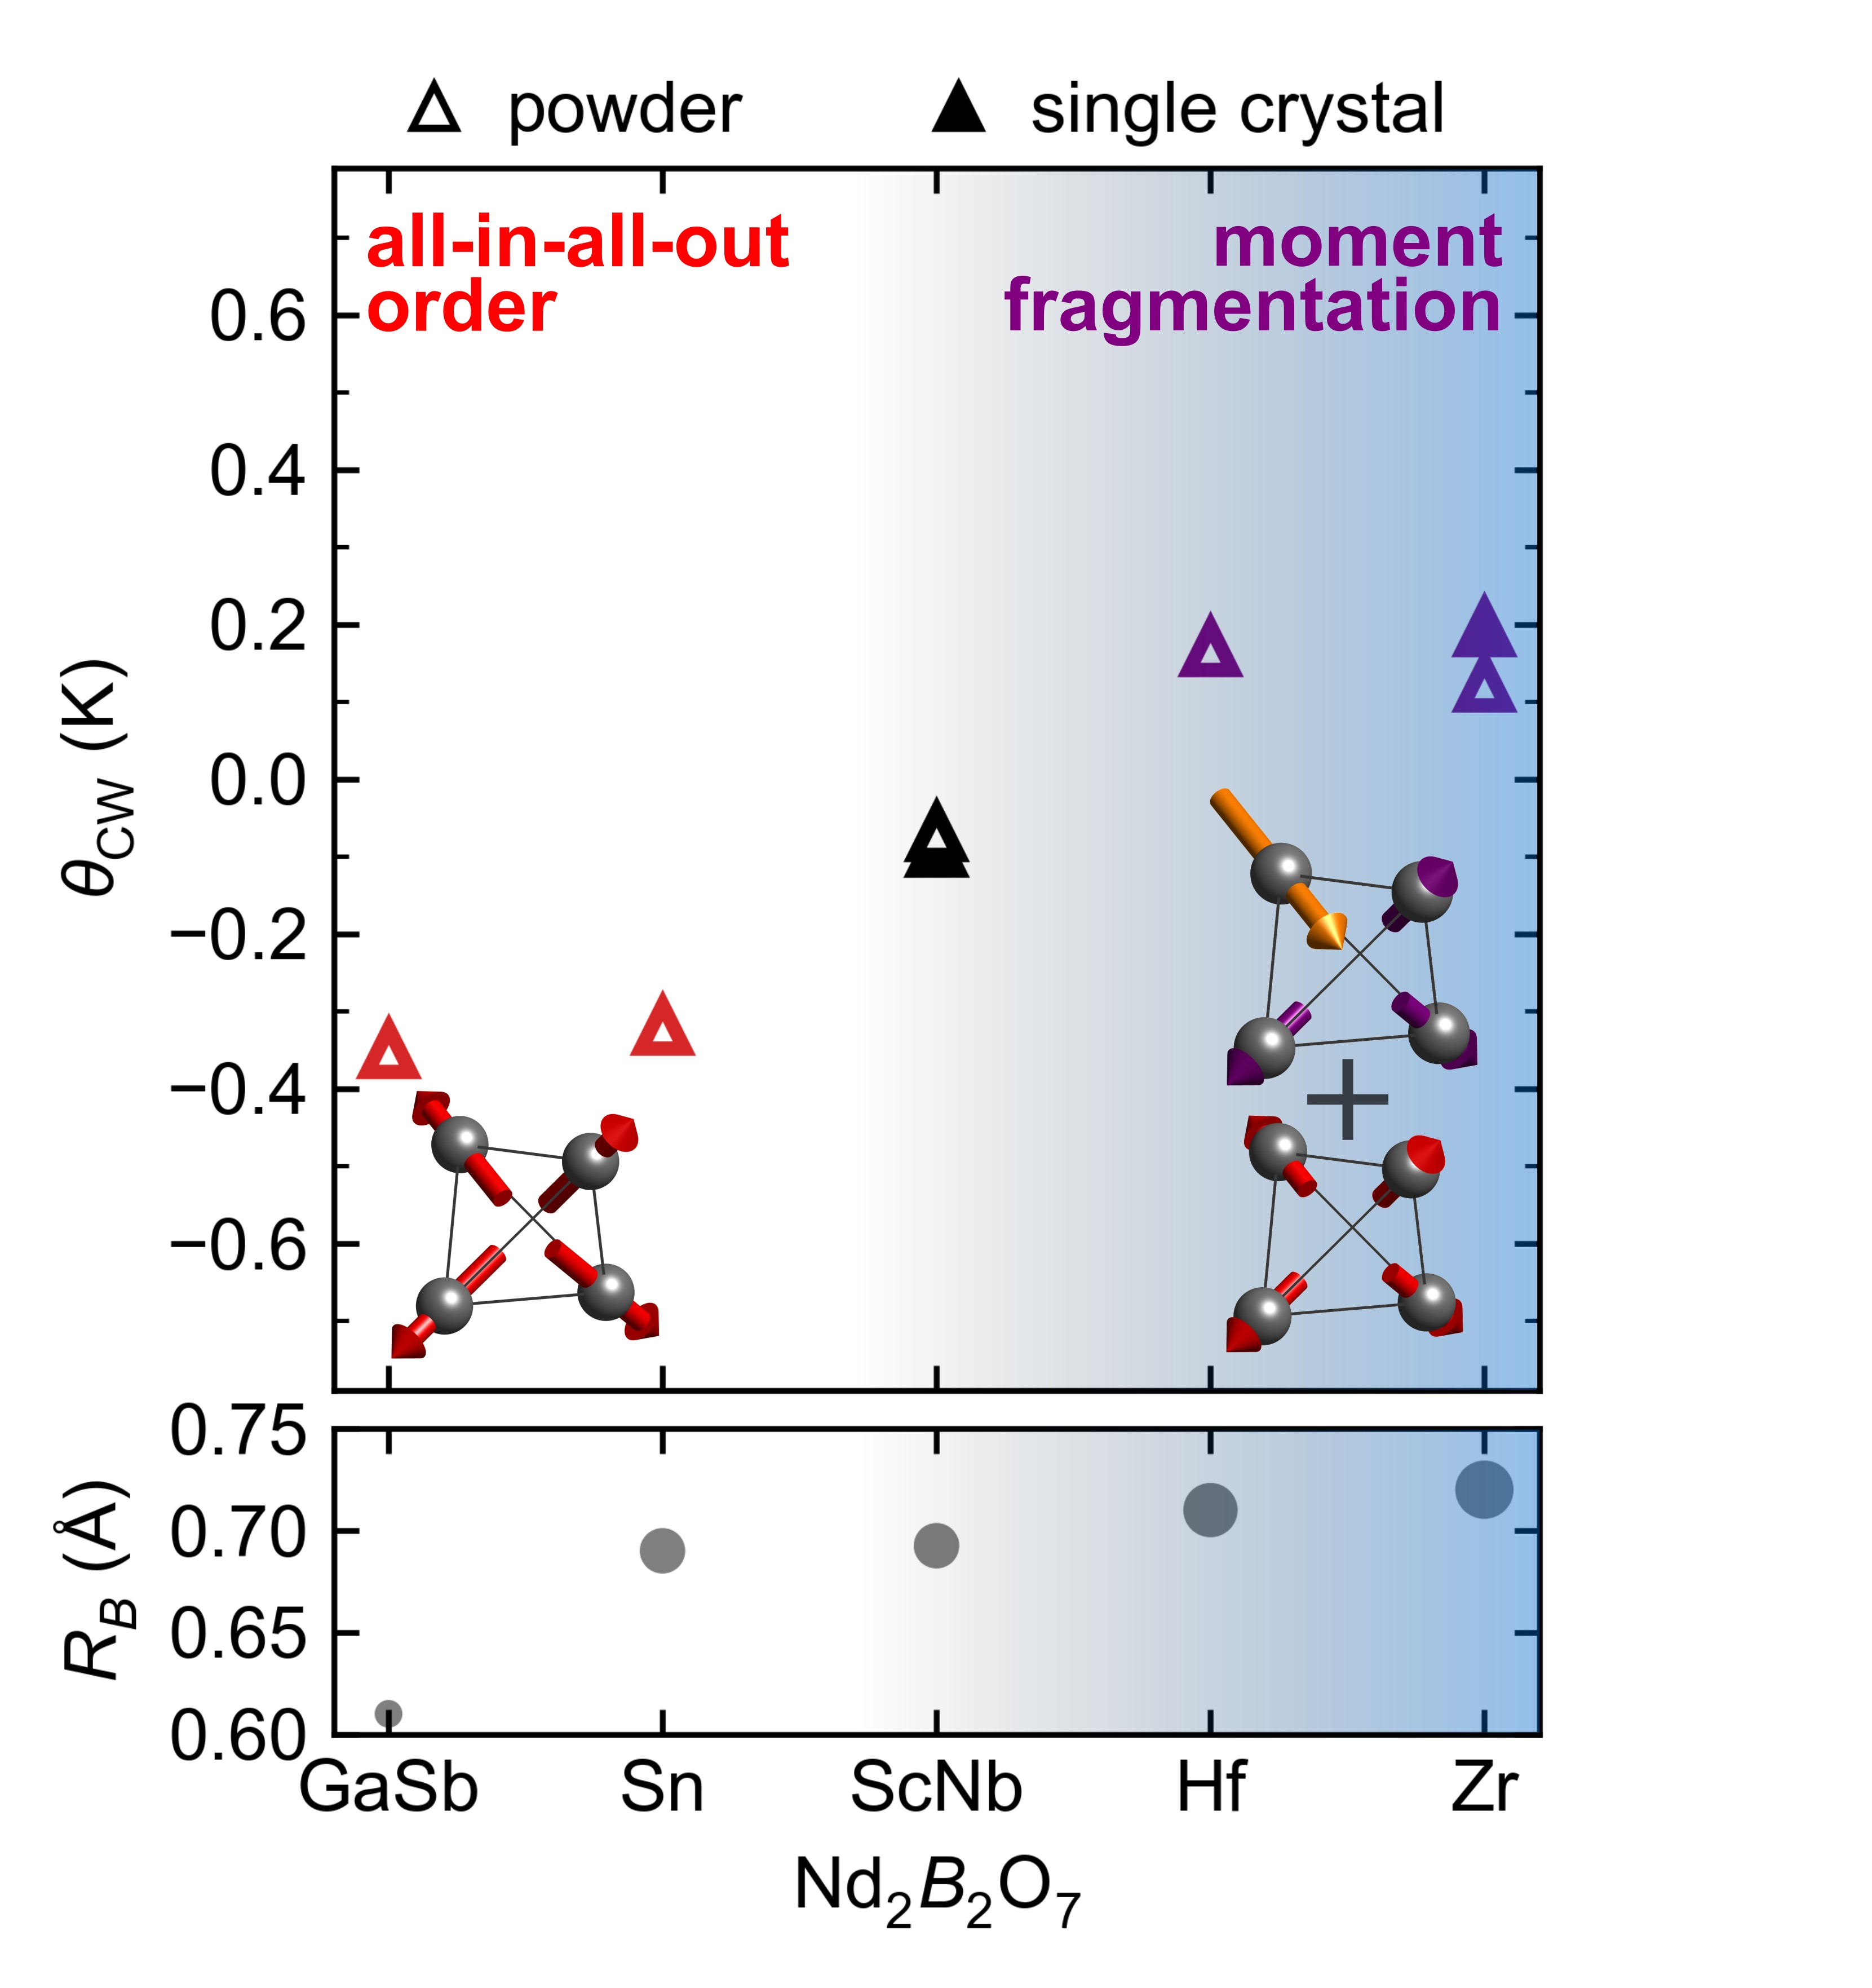 powder single crystal
all-in-all-out
order
moment
fragmentation
0.6
0.4
0.2
0.0
−0.2
−0.4
−0.6
θCW (K)
+
0.75
0.70
0.65
0.60
RB (Å)
GaSb Sn ScNb Hf Zr
Nd2B2O7